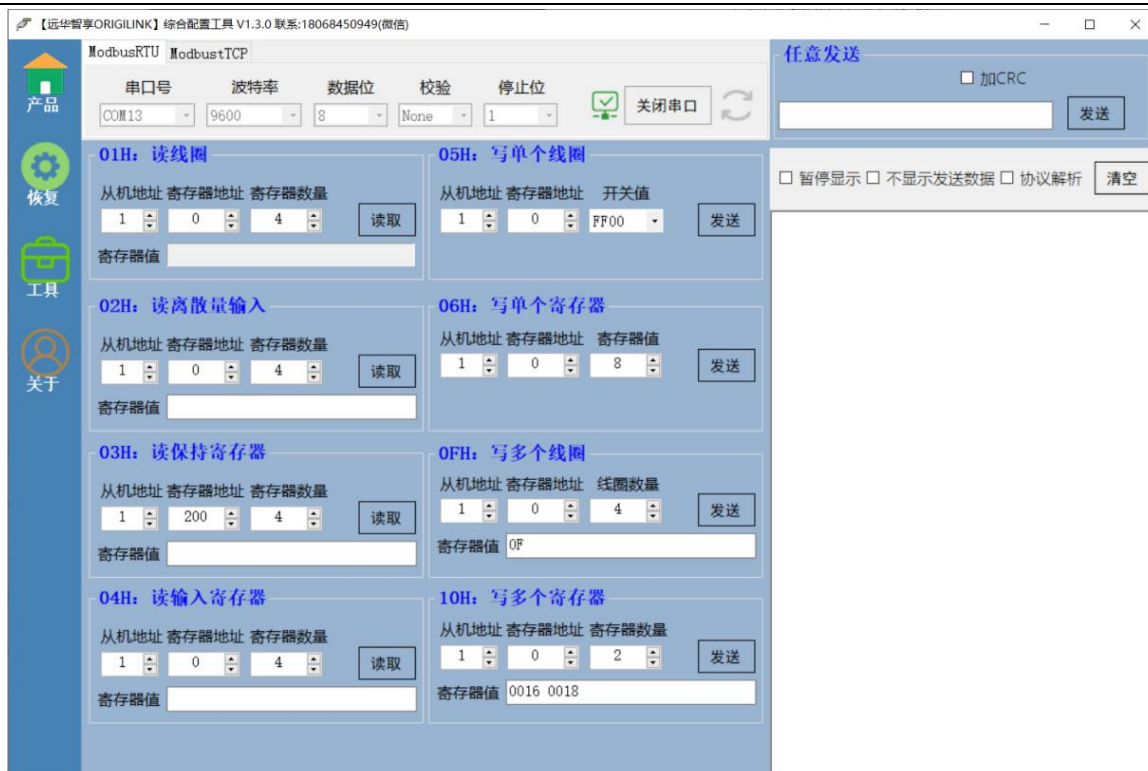 【远华智享ORIGILINK】综合配置工具 V1.3.0 联系:18068450949(微信)
产品
恢复
工具
关于
ModbusRTU ModbustTCP
串口号 波特率 数据位 校验 停止位
COM13 9600 8 None 1 关闭串口
01H: 读线圈
从机地址 寄存器地址 寄存器数量
1 0 4 读取
寄存器值
02H: 读离散量输入
从机地址 寄存器地址 寄存器数量
1 0 4 读取
寄存器值
03H: 读保持寄存器
从机地址 寄存器地址 寄存器数量
1 200 4 读取
寄存器值
04H: 读输入寄存器
从机地址 寄存器地址 寄存器数量
1 0 4 读取
寄存器值
05H: 写单个线圈
从机地址 寄存器地址 开关值
1 0 FF00 发送
06H: 写单个寄存器
从机地址 寄存器地址 寄存器值
1 0 8 发送
0FH: 写多个线圈
从机地址 寄存器地址 线圈数量
1 0 4 发送
寄存器值 0F
10H: 写多个寄存器
从机地址 寄存器地址 寄存器数量
1 0 2 发送
寄存器值 0016 0018
任意发送
加CRC
发送
暂停显示 不显示发送数据 协议解析 清空